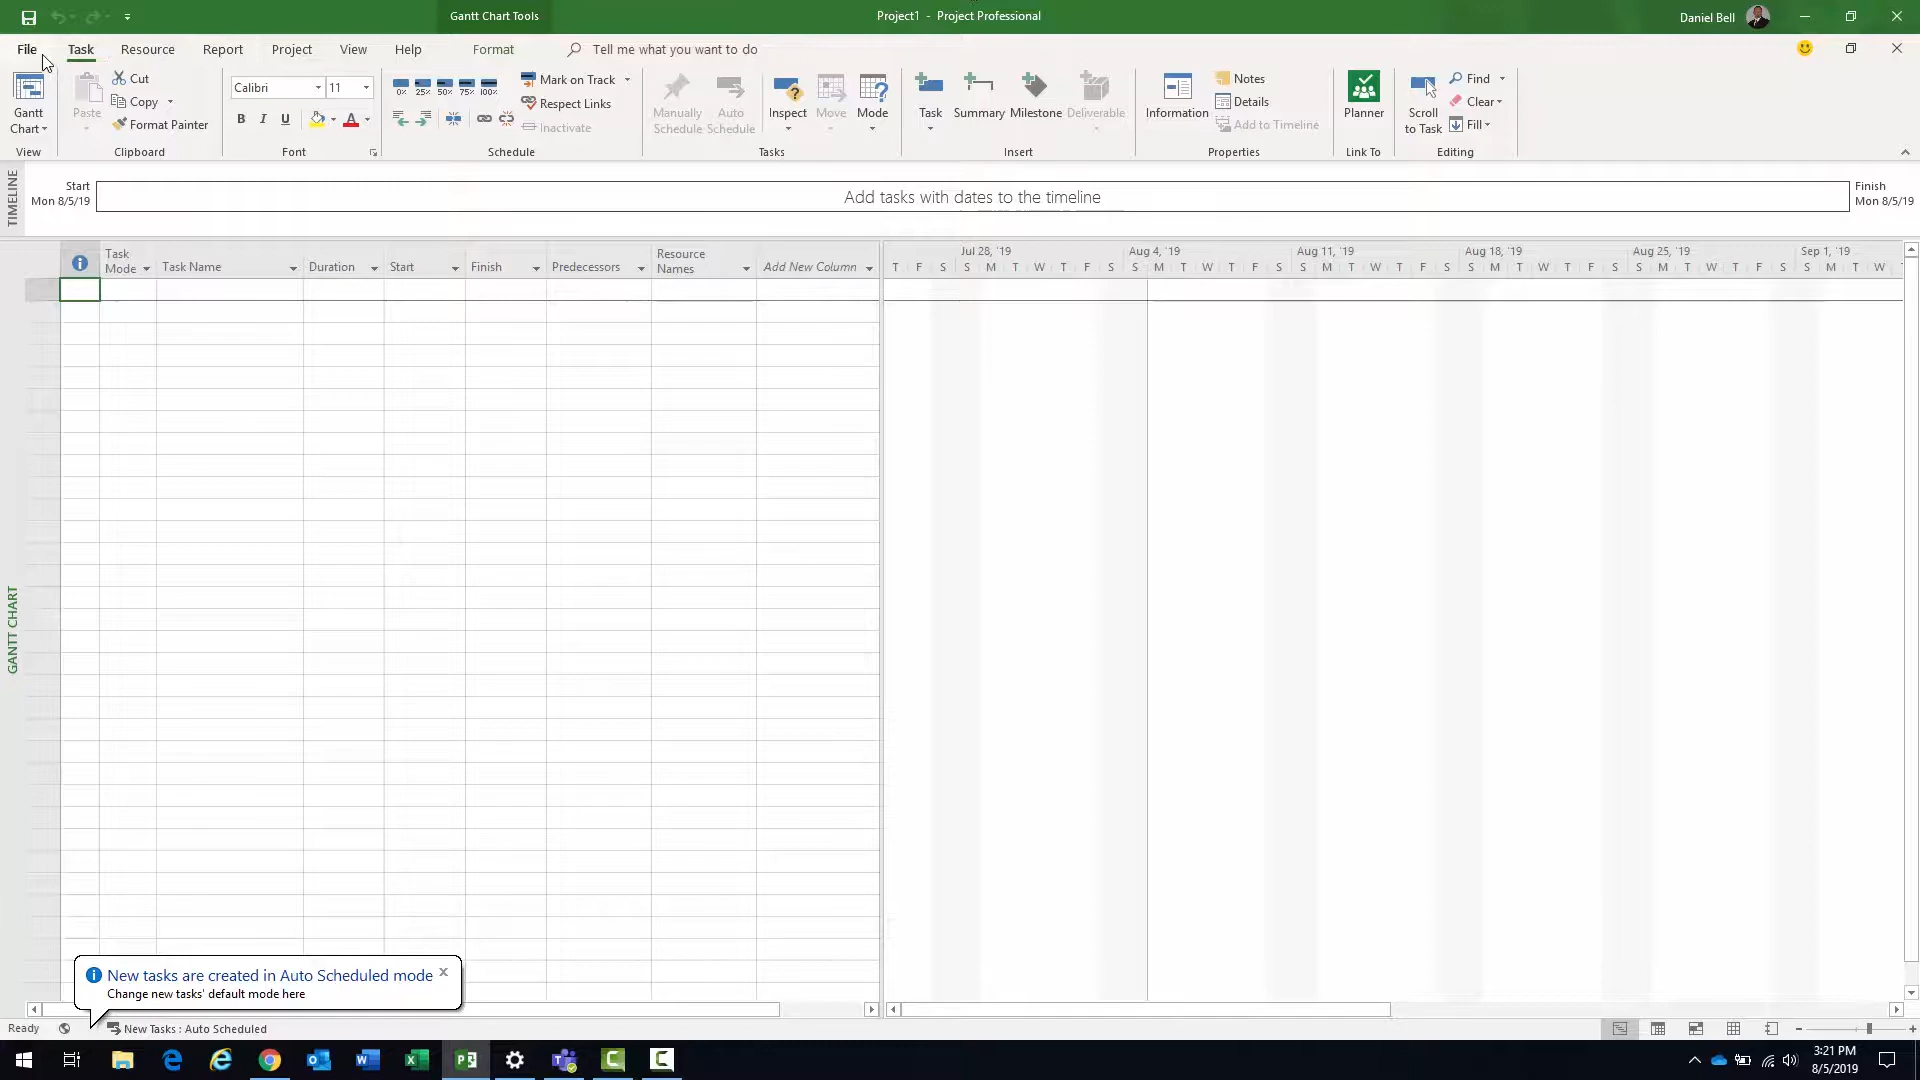 Gantt Chart Tools
Project1 - Project Professional
Daniel Bell
File Task Resource Report Project View Help Format Tell me what you want to do
Gantt
Chart
View
Paste
Cut
Copy
Format Painter
Clipboard
Calibri 11
B I U A
Font
0% 25% 50% 75% 100%
Mark on Track
Respect Links
Inactivate
Schedule
Manually
Schedule
Auto
Schedule
Inspect
Move
Mode
Tasks
Task
Summary
Milestone
Deliverable
Insert
Information
Notes
Details
Add to Timeline
Properties
Planner
Link To
Scroll
to Task
Find
Clear
Fill
Editing
TIMELINE
Start
Mon 8/5/19
Add tasks with dates to the timeline
Finish
Mon 8/5/19
Task
Mode
Task Name
Duration
Start
Finish
Predecessors
Resource
Names
Add New Column
Jul 28, '19 Aug 4, '19 Aug 11, '19 Aug 18, '19 Aug 25, '19 Sep 1, '19
T F S S M T W T F S S M T W T F S S M T W T F S S M T W T F S S M T W T F S S M T W
GANTT CHART
New tasks are created in Auto Scheduled mode x
Change new tasks' default mode here
Ready
New Tasks : Auto Scheduled
3:21 PM
8/5/2019